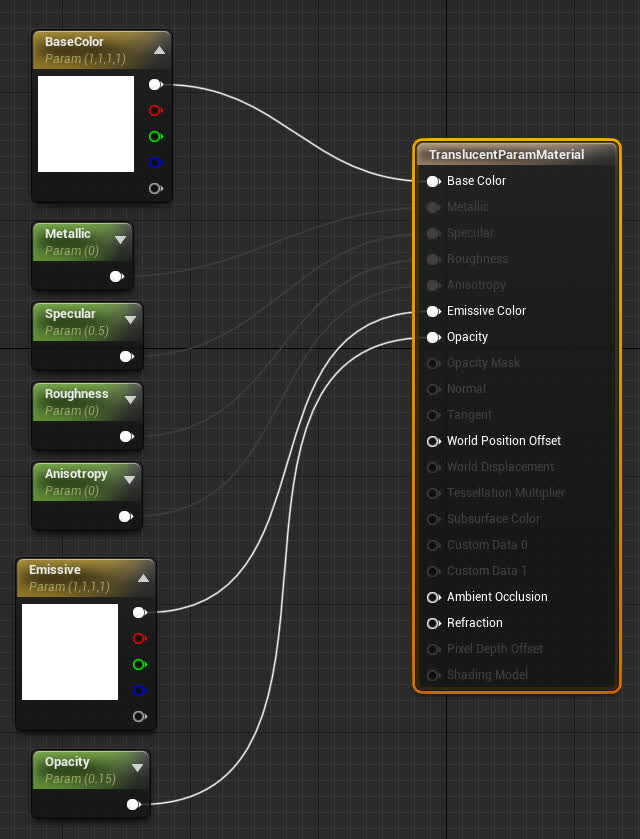 BaseColor
Param (1,1,1,1)
Metallic
Param (0)
Specular
Param (0.5)
Roughness
Param (0)
Anisotropy
Param (0)
Emissive
Param (1,1,1,1)
Opacity
Param (0.15)
TranslucentParamMaterial
Base Color
Metallic
Specular
Roughness
Anisotropy
Emissive Color
Opacity
Opacity Mask
Normal
Tangent
World Position Offset
World Displacement
Tessellation Multiplier
Subsurface Color
Custom Data 0
Custom Data 1
Ambient Occlusion
Refraction
Pixel Depth Offset
Shading Model